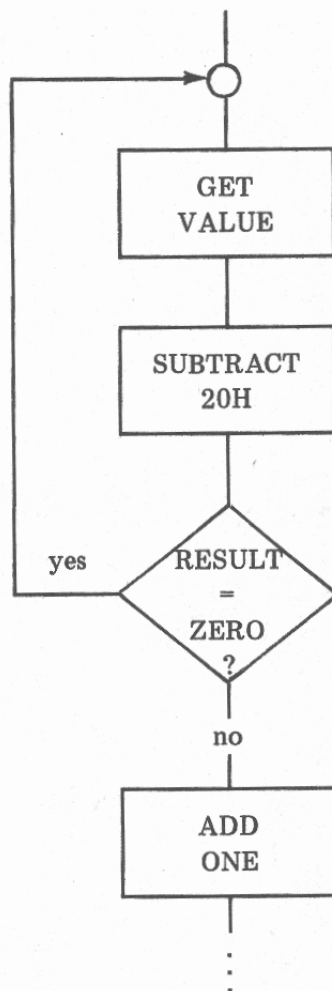 GET
VALUE
SUBTRACT
20H
yes
RESULT
=
ZERO
?
no
ADD
ONE